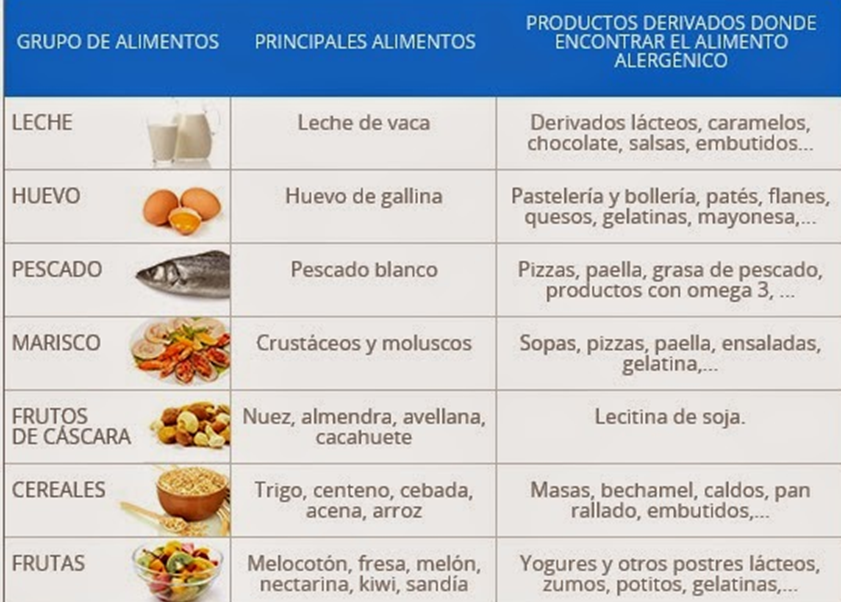 GRUPO DE ALIMENTOS
PRINCIPALES ALIMENTOS
PRODUCTOS DERIVADOS DONDE
ENCONTRAR EL ALIMENTO
ALERGÉNICO
LECHE
Leche de vaca
Derivados lácteos, caramelos,
chocolate, salsas, embutidos...
HUEVO
Huevo de gallina
Pastelería y bollería, patés, flanes,
quesos, gelatinas, mayonesa,...
PESCADO
Pescado blanco
Pizzas, paella, grasa de pescado,
productos con omega 3, ...
MARISCO
Crustáceos y moluscos
Sopas, pizzas, paella, ensaladas,
gelatina,...
FRUTOS
DE CÁSCARA
Nuez, almendra, avellana,
cacahuete
Lecitina de soja.
CEREALES
Trigo, centeno, cebada,
acena, arroz
Masas, bechamel, caldos, pan
rallado, embutidos,...
FRUTAS
Melocotón, fresa, melón,
nectarina, kiwi, sandía
Yogures y otros postres lácteos,
zumos, potitos, gelatinas,...